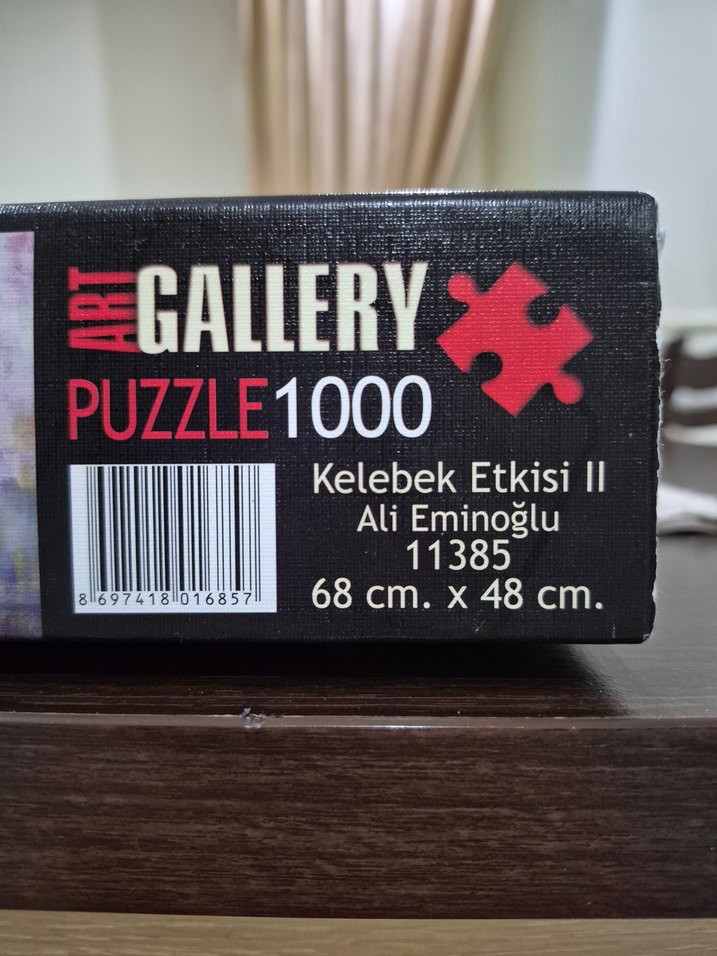 ART GALLERY
PUZZLE 1000
Kelebek Etkisi II
Ali Eminoğlu
11385
68 cm. x 48 cm.
8 697418 016857